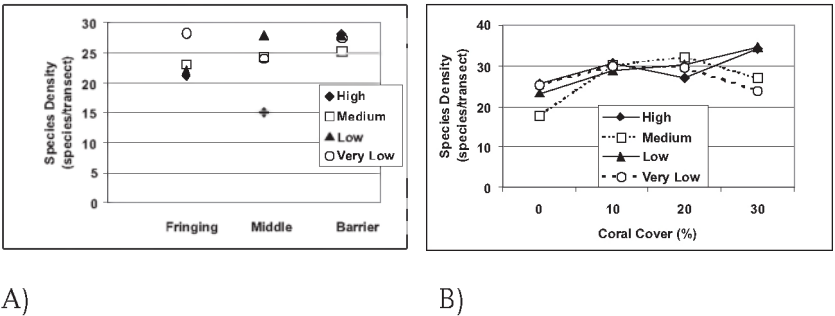 30
25
20
15
10
5
0
Species Density
(species/transect)
High
Medium
Low
Very Low
Fringing Middle Barrier
40
30
20
10
0
Species Density
(species/transect)
High
Medium
Low
Very Low
0 10 20 30
Coral Cover (%)
A) B)